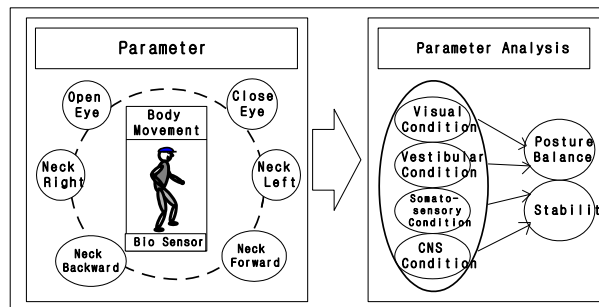 Parameter
Open
Eye
Close
Eye
Body
Movement
Neck
Right
Neck
Left
Bio Sensor
Neck
Backward
Neck
Forward
Parameter Analysis
Visual
Condition
Vestibular
Condition
Somato-
sensory
Condition
CNS
Condition
Posture
Balance
Stabilit